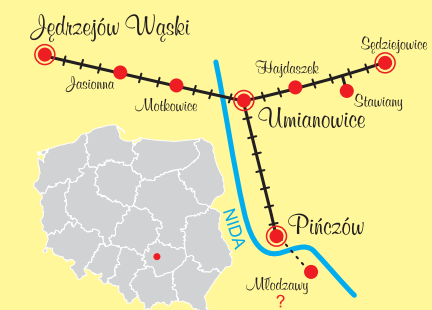 Jędrzejów Wąski
Sędziejowice
Jasionna
Hajdaszek
Motkowice
Stawiany
Umianowice
NIDA
Pińczów
Młodzawy
?